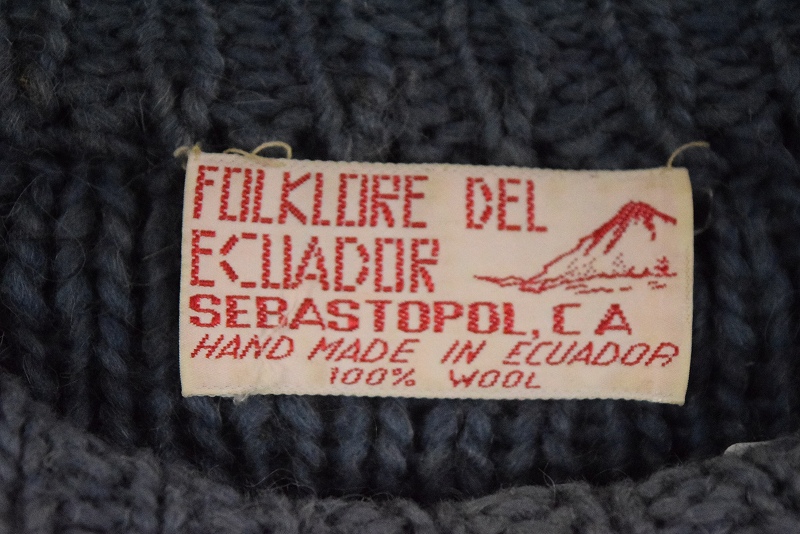 FOLKLORE DEL
ECUADOR
SEBASTOPOL, CA
HAND MADE IN ECUADOR
100% WOOL